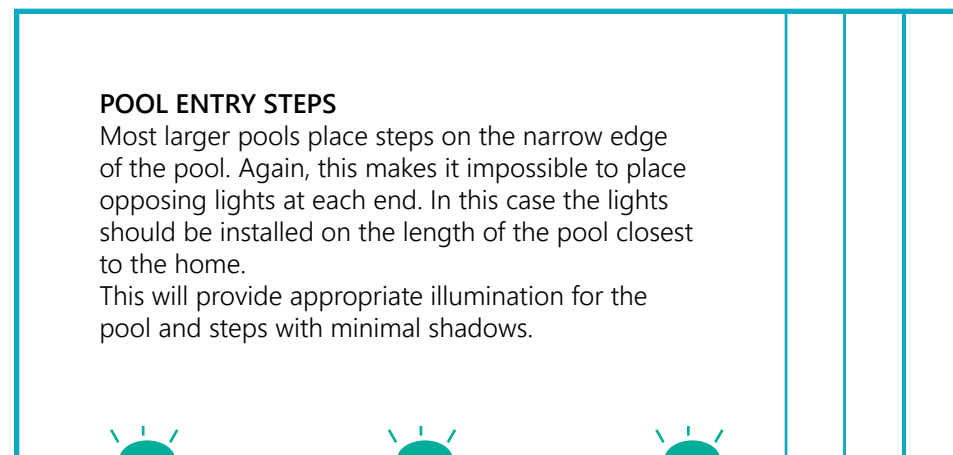 POOL ENTRY STEPS
Most larger pools place steps on the narrow edge
of the pool. Again, this makes it impossible to place
opposing lights at each end. In this case the lights
should be installed on the length of the pool closest
to the home.
This will provide appropriate illumination for the
pool and steps with minimal shadows.